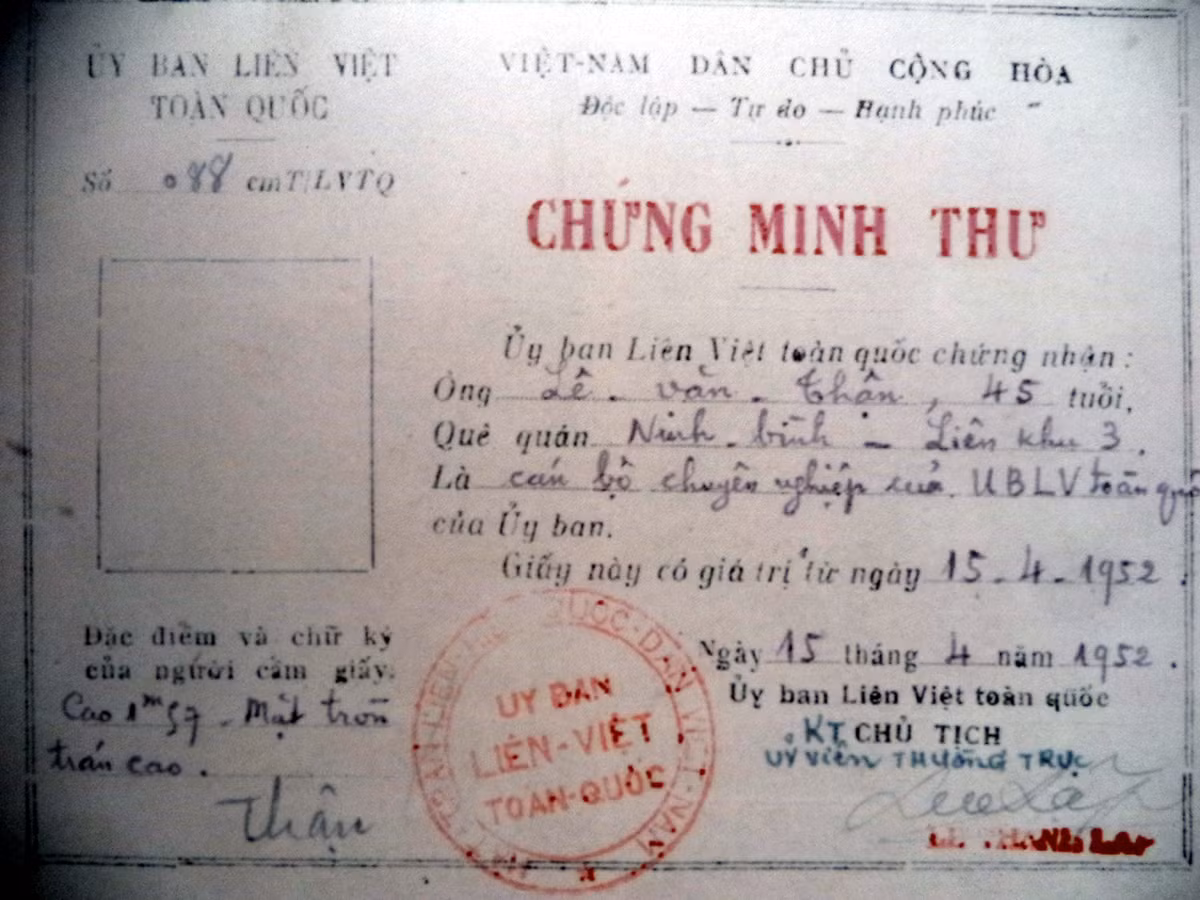 ỦY BAN LIÊN VIỆT
TOÀN QUỐC
Số 088 cmT/LVTQ
VIỆT-NAM DÂN CHỦ CỘNG HÒA
Độc lập — Tự do — Hạnh phúc
CHỨNG MINH THƯ
Ủy ban Liên Việt toàn quốc chứng nhận :
Ông Lê - văn - Thận, 45 tuổi,
Quê quán Ninh - bình - Liên khu 3.
Là cán bộ chuyên nghiệp của UBLV toàn quố
của Ủy ban.
Giấy này có giá trị từ ngày 15-4-1952.
Đặc điểm và chữ ký
của người cầm giấy.
Cao 1m57 - Mặt tròn
trán cao.
Thận
QUỐC-DÂN VIỆT-NAM
UY BAN
LIÊN-VIỆT
TOÀN-QUỐC
Ngày 15 tháng 4 năm 1952.
Ủy ban Liên Việt toàn quốc
KT CHỦ TỊCH
UỶ Viên THƯỜNG TRỰC